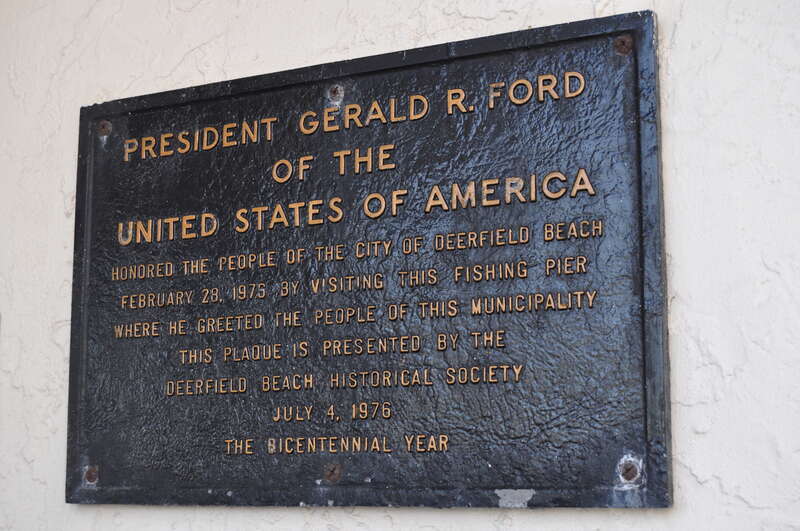 PRESIDENT GERALD R. FORD
OF THE
UNITED STATES OF AMERICA
HONORED THE PEOPLE OF THE CITY OF DEERFIELD BEACH
FEBRUARY 28, 1976 BY VISITING THIS FISHING PIER
WHERE HE GREETED THE PEOPLE OF THIS MUNICIPALITY
THIS PLAQUE IS PRESENTED BY THE
DEERFIELD BEACH HISTORICAL SOCIETY
JULY 4, 1976
THE BICENTENNIAL YEAR